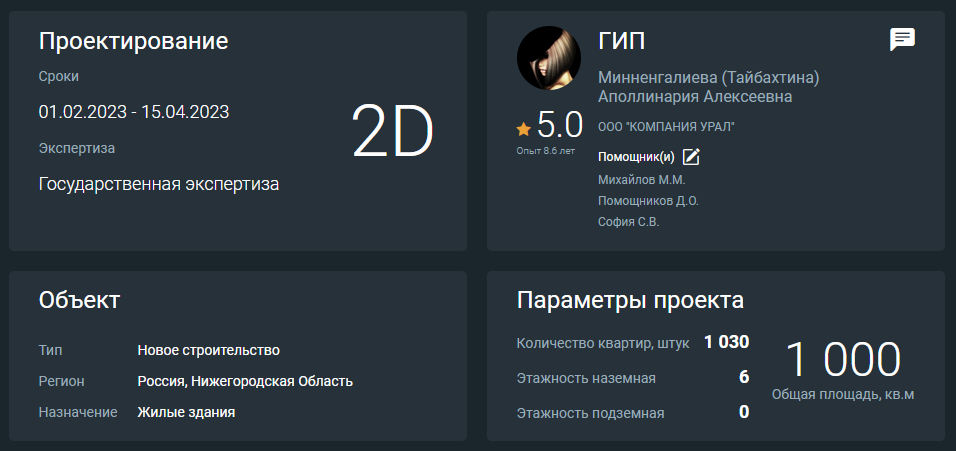 Проектирование
Сроки
01.02.2023 - 15.04.2023
2D
Экспертиза
Государственная экспертиза
ГИП
Минненгалиева (Тайбахтина)
Аполлинария Алексеевна
5.0
Опыт 8.6 лет
ООО "КОМПАНИЯ УРАЛ"
Помощник(и)
Михайлов М.М.
Помощников Д.О.
София С.В.
Объект
Тип Новое строительство
Регион Россия, Нижегородская Область
Назначение Жилые здания
Параметры проекта
Количество квартир, штук 1 030
Этажность наземная 6
Этажность подземная 0
1 000
Общая площадь, кв.м